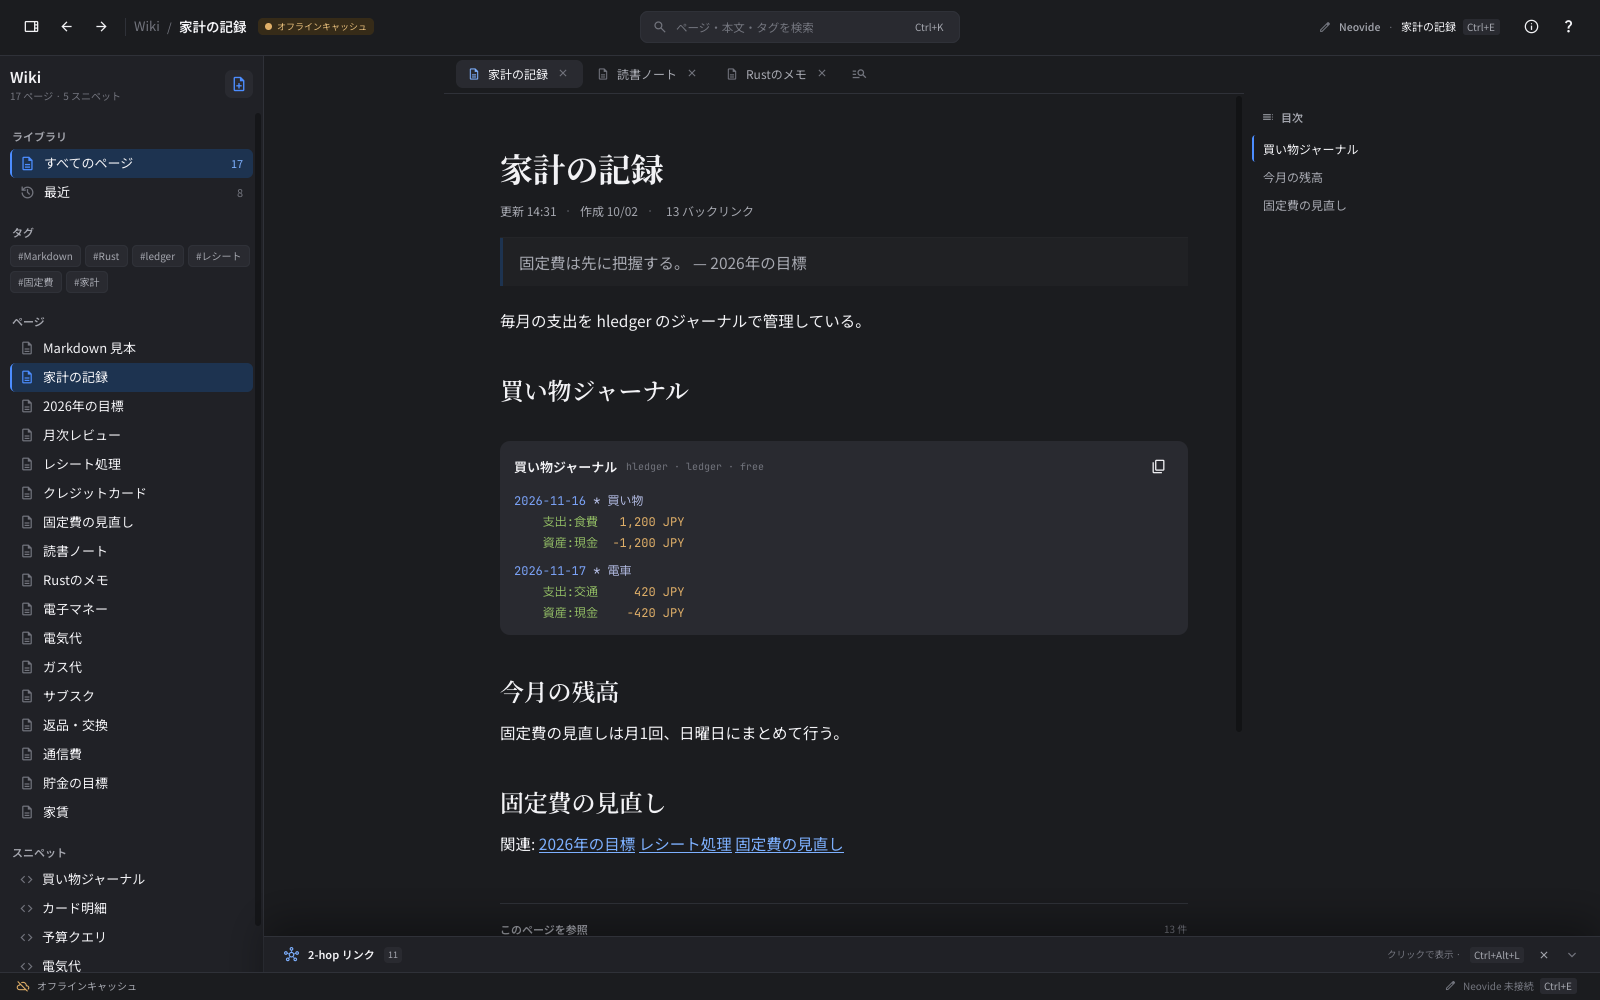 Wiki / 家計の記録 オフラインキャッシュ ページ・本文・タグを検索 Ctrl+K Neovide · 家計の記録 Ctrl+E ?
Wiki
17 ページ · 5 スニペット
ライブラリ
すべてのページ 17
最近 8
タグ
#Markdown #Rust #ledger #レシート
#固定費 #家計
ページ
Markdown 見本
家計の記録
2026年の目標
月次レビュー
レシート処理
クレジットカード
固定費の見直し
読書ノート
Rustのメモ
電子マネー
電気代
ガス代
サブスク
返品・交換
通信費
貯金の目標
家賃
スニペット
買い物ジャーナル
カード明細
予算クエリ
電気代
家計の記録 × 読書ノート × Rustのメモ ×
家計の記録
更新 14:31 · 作成 10/02 · 13 バックリンク
固定費は先に把握する。 — 2026年の目標
毎月の支出を hledger のジャーナルで管理している。
買い物ジャーナル
買い物ジャーナル hledger · ledger · free
2026-11-16 * 買い物
支出:食費 1,200 JPY
資産:現金 -1,200 JPY
2026-11-17 * 電車
支出:交通 420 JPY
資産:現金 -420 JPY
今月の残高
固定費の見直しは月1回、日曜日にまとめて行う。
固定費の見直し
関連: 2026年の目標 レシート処理 固定費の見直し
このページを参照 13 件
目次
買い物ジャーナル
今月の残高
固定費の見直し
2-hop リンク 11 クリックで表示 · Ctrl+Alt+L ×
オフラインキャッシュ Neovide 未接続 Ctrl+E